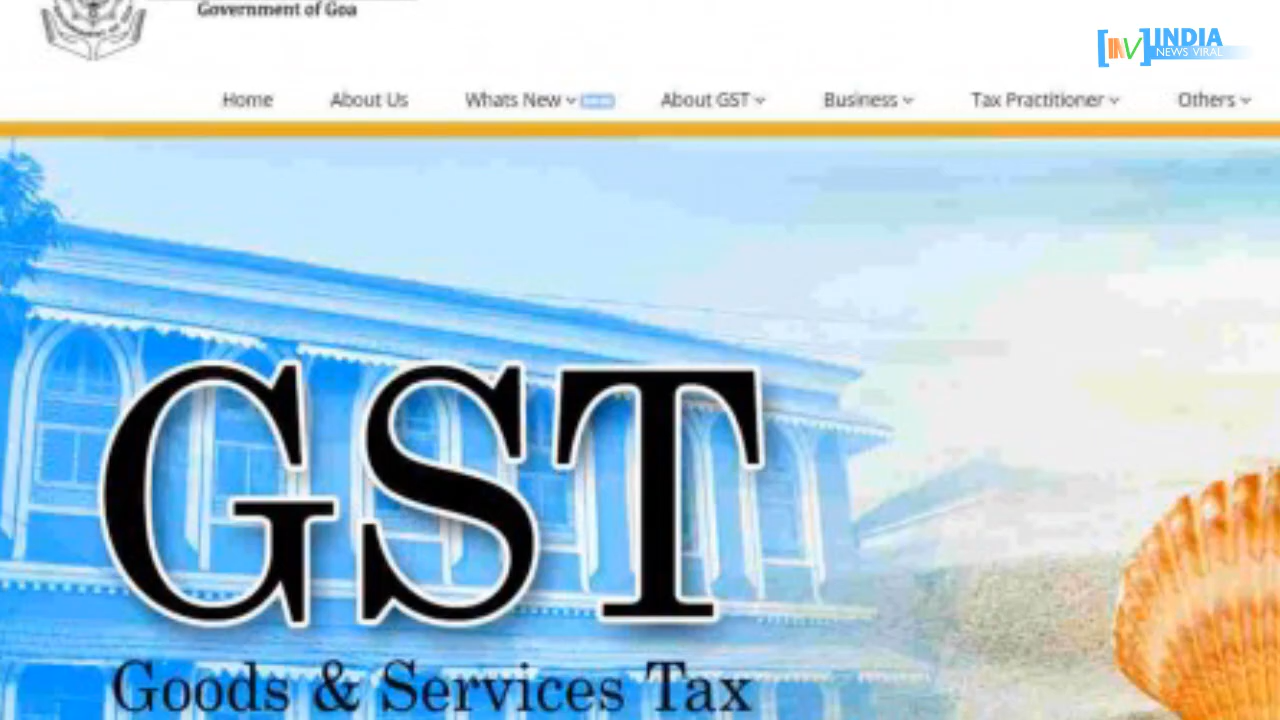 Government of Goa
INDIA
NEWS VIRAL
Home About Us Whats New About GST Business Tax Practitioner Others
GST
Goods & Services Tax